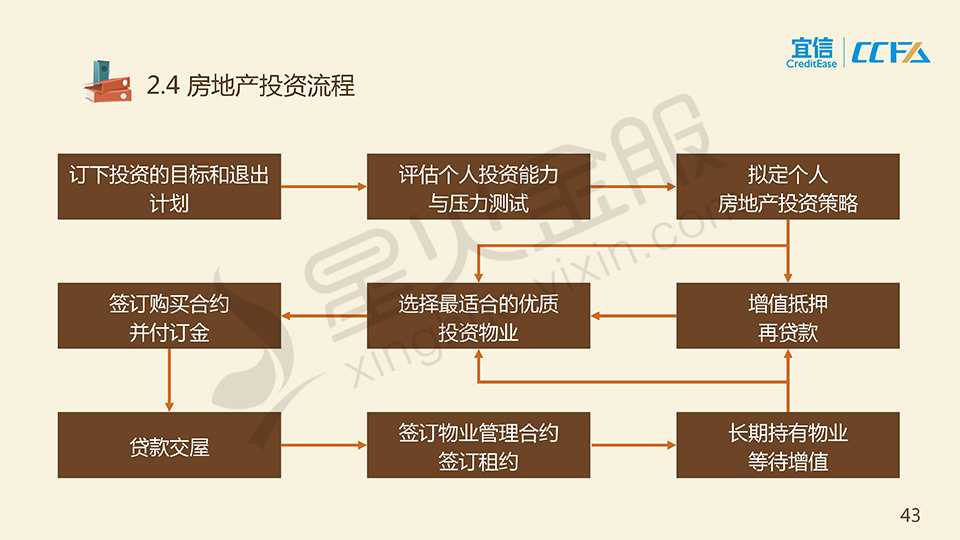 宜信
CreditEase
CCFA
2.4 房地产投资流程
订下投资的目标和退出
计划
评估个人投资能力
与压力测试
拟定个人
房地产投资策略
签订购买合约
并付订金
选择最适合的优质
投资物业
增值抵押
再贷款
贷款交屋
签订物业管理合约
签订租约
长期持有物业
等待增值
星火金服
43